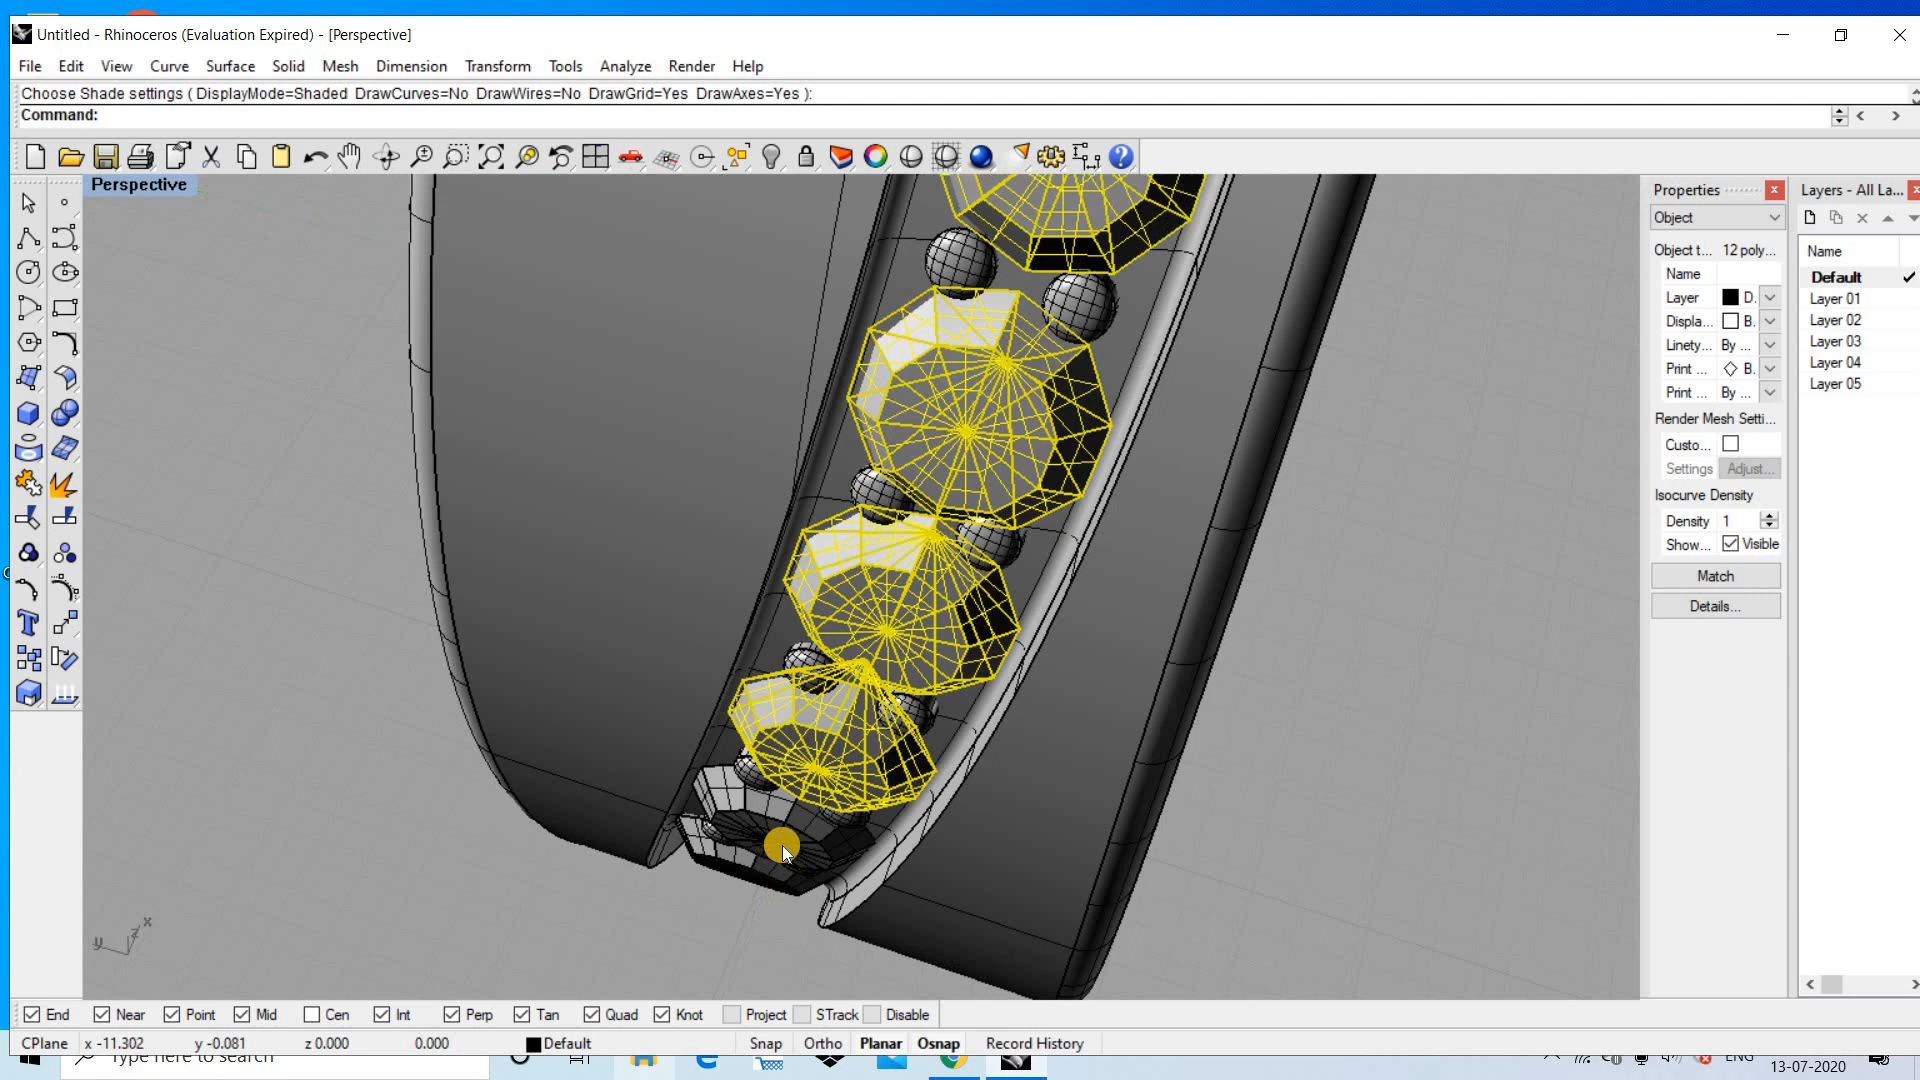 Untitled - Rhinoceros (Evaluation Expired) - [Perspective]
File Edit View Curve Surface Solid Mesh Dimension Transform Tools Analyze Render Help
Choose Shade settings ( DisplayMode=Shaded DrawCurves=No DrawWires=No DrawGrid=Yes DrawAxes=Yes ):
Command:
Perspective
Properties
Layers - All La...
Object
Object t... 12 poly...
Name
Name
Default
Layer D.
Layer 01
Displa... B.
Layer 02
Linety... By ...
Layer 03
Print ... B.
Layer 04
Print ... By ...
Layer 05
Render Mesh Setti...
Custo...
Settings Adjust...
Isocurve Density
Density 1
Show... Visible
Match
Details...
x
z
y
End Near Point Mid Cen Int Perp Tan Quad Knot Project STrack Disable
CPlane x -11.302 y -0.081 z 0.000 0.000 Default Snap Ortho Planar Osnap Record History
Type here to search
ENG
13-07-2020